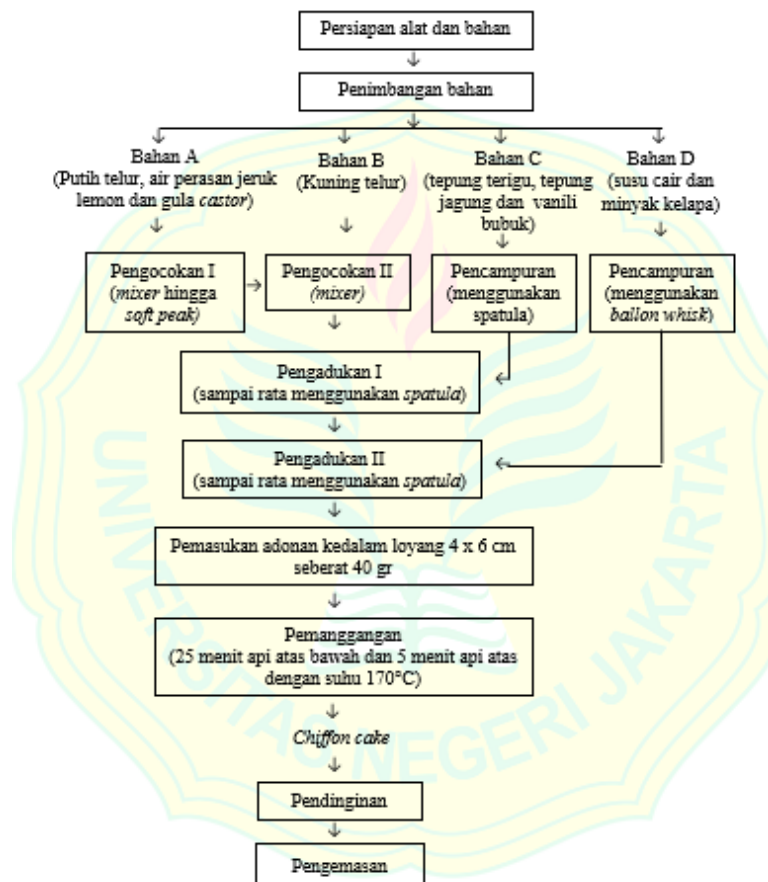 Persiapan alat dan bahan
Penimbangan bahan
Bahan A
(Putih telur, air perasan jeruk
lemon dan gula castor)
Bahan B
(Kuning telur)
Bahan C
(tepung terigu, tepung
jagung dan vanili
bubuk)
Bahan D
(susu cair dan
minyak kelapa)
Pengocokan I
(mixer hingga
soft peak)
Pengocokan II
(mixer)
Pencampuran
(menggunakan
spatula)
Pencampuran
(menggunakan
ballon whisk)
Pengadukan I
(sampai rata menggunakan spatula)
Pengadukan II
(sampai rata menggunakan spatula)
Pemasukan adonan kedalam loyang 4 x 6 cm
seberat 40 gr
Pemanggangan
(25 menit api atas bawah dan 5 menit api atas
dengan suhu 170°C)
Chiffon cake
Pendinginan
Pengemasan
UNIVERSITAS NEGERI JAKARTA